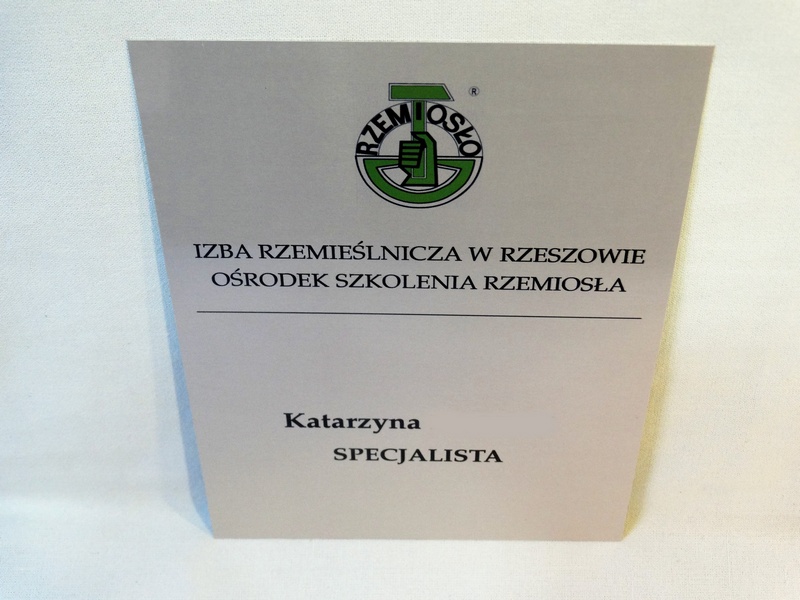 RZEMIOSŁO ®
IZBA RZEMIEŚLNICZA W RZESZOWIE
OŚRODEK SZKOLENIA RZEMIOSŁA
Katarzyna
SPECJALISTA